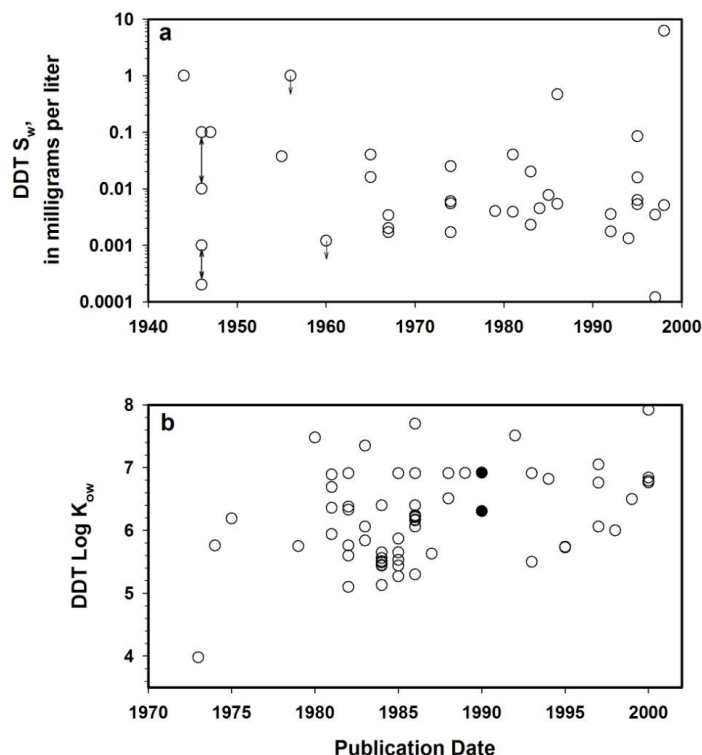 a
DDT Sw,
in milligrams per liter
10
1
0.1
0.01
0.001
0.0001
1940 1950 1960 1970 1980 1990 2000
b
DDT Log Kow
8
7
6
5
4
1970 1975 1980 1985 1990 1995 2000
Publication Date